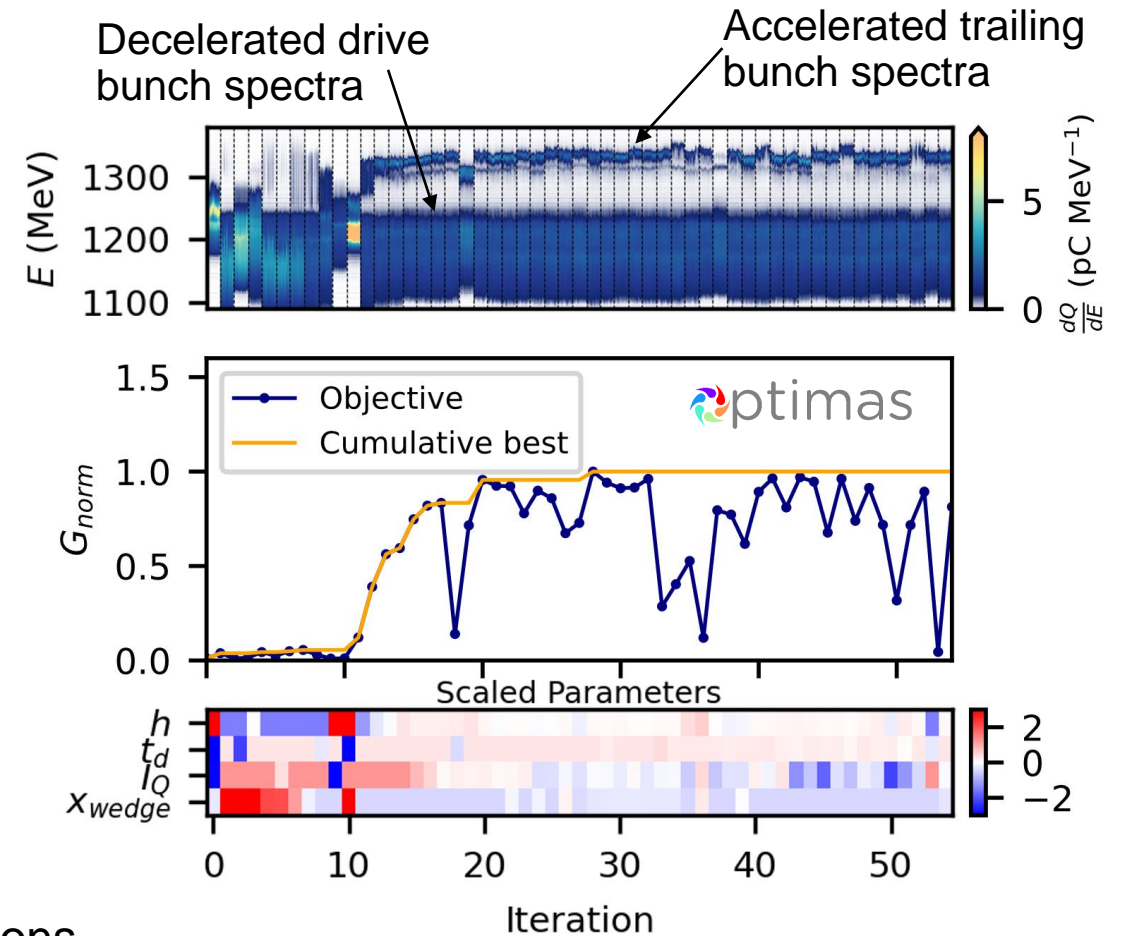 Decelerated drive
bunch spectra
Accelerated trailing
bunch spectra
E (MeV)
1300
1200
1100
5
0
dQ/dE (pC MeV⁻¹)
G_norm
1.5
1.0
0.5
0.0
Objective
Cumulative best
optimas
Scaled Parameters
h
t_d
I_Q
x_wedge
2
0
−2
0 10 20 30 40 50
Iteration